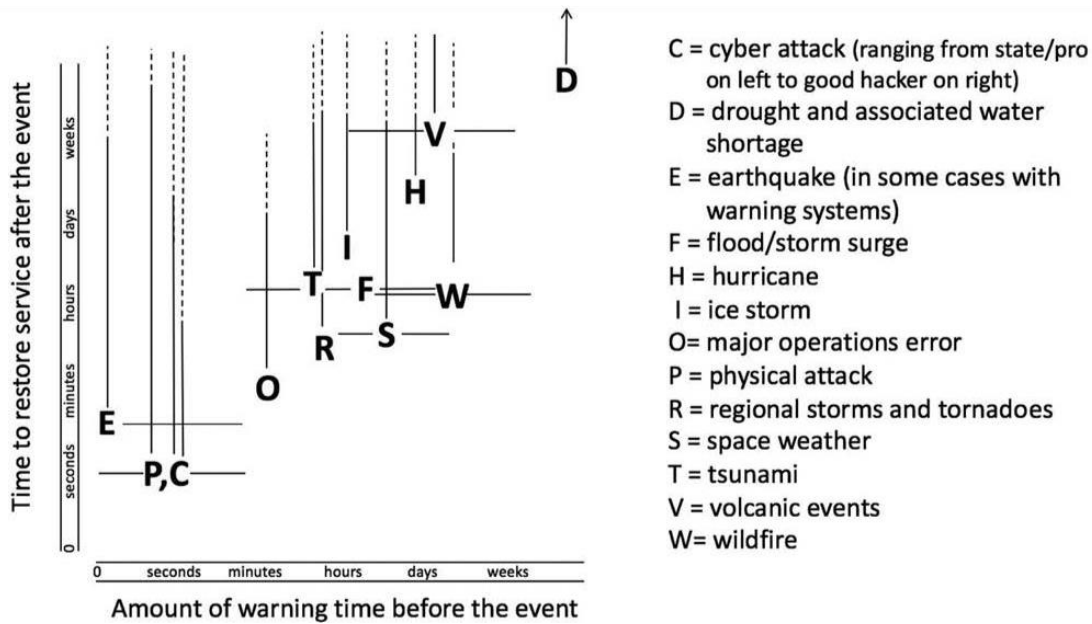 Time to restore service after the event
weeks
days
hours
minutes
seconds
0
D
V
H
I
T
F
W
R
S
O
E
P,C
0 seconds minutes hours days weeks
Amount of warning time before the event
C = cyber attack (ranging from state/pro
on left to good hacker on right)
D = drought and associated water
shortage
E = earthquake (in some cases with
warning systems)
F = flood/storm surge
H = hurricane
I = ice storm
O= major operations error
P = physical attack
R = regional storms and tornadoes
S = space weather
T = tsunami
V = volcanic events
W= wildfire